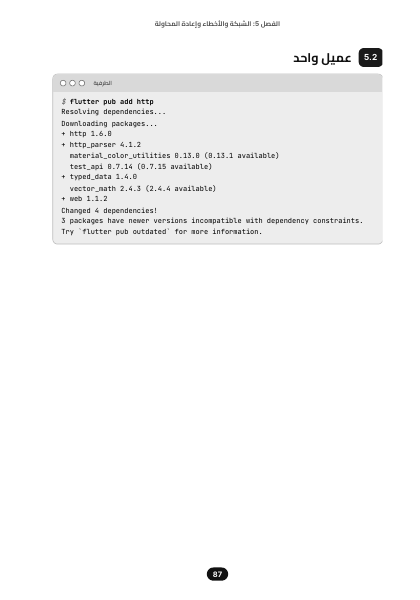 الفصل 5: الشبكة والأخطاء وإعادة المحاولة
5.2 عميل واحد
الطرفية
$ flutter pub add http
Resolving dependencies...
Downloading packages...
+ http 1.6.0
+ http_parser 4.1.2
material_color_utilities 0.13.0 (0.13.1 available)
test_api 0.7.14 (0.7.15 available)
+ typed_data 1.4.0
vector_math 2.4.3 (2.4.4 available)
+ web 1.1.2
Changed 4 dependencies!
3 packages have newer versions incompatible with dependency constraints.
Try `flutter pub outdated` for more information.
87